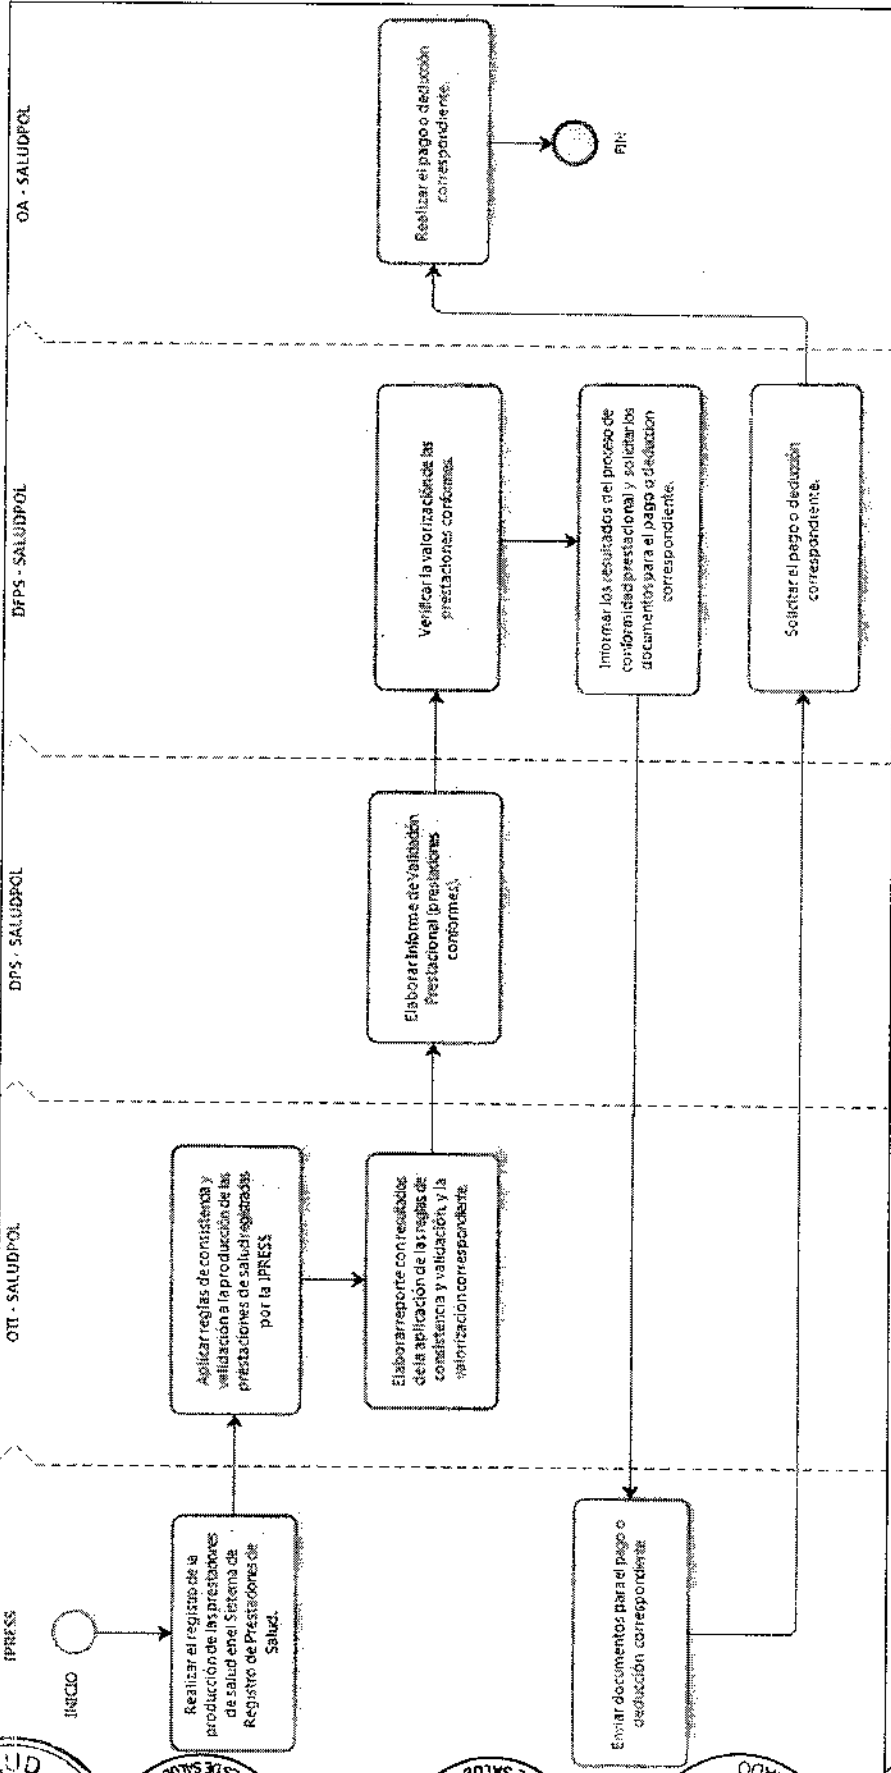 IPRESS
OTI - SALUDPOL
DPS - SALUDPOL
DFPS - SALUDPOL
OA - SALUDPOL
INICIO
Realizar el registro de la
producción de las prestaciones
de salud en el Sistema de
Registro de Prestaciones de
Salud.
Aplicar reglas de consistencia y
validación a la producción de las
prestaciones de salud registradas
por la IPRESS
Elaborar reporte con resultados
de la aplicación de las reglas de
consistencia y validación, y la
valorización correspondiente.
Elaborar Informe de Validación
Prestacional (prestaciones
conformes).
Verificar la valorización de las
prestaciones conformes.
Informar los resultados del proceso de
conformidad prestacional y solicitar los
documentos para el pago o deducción
correspondiente.
Enviar documentos para el pago o
deducción correspondiente
Solicitar el pago o deducción
correspondiente.
Realizar el pago o deducción
correspondiente.
FIN